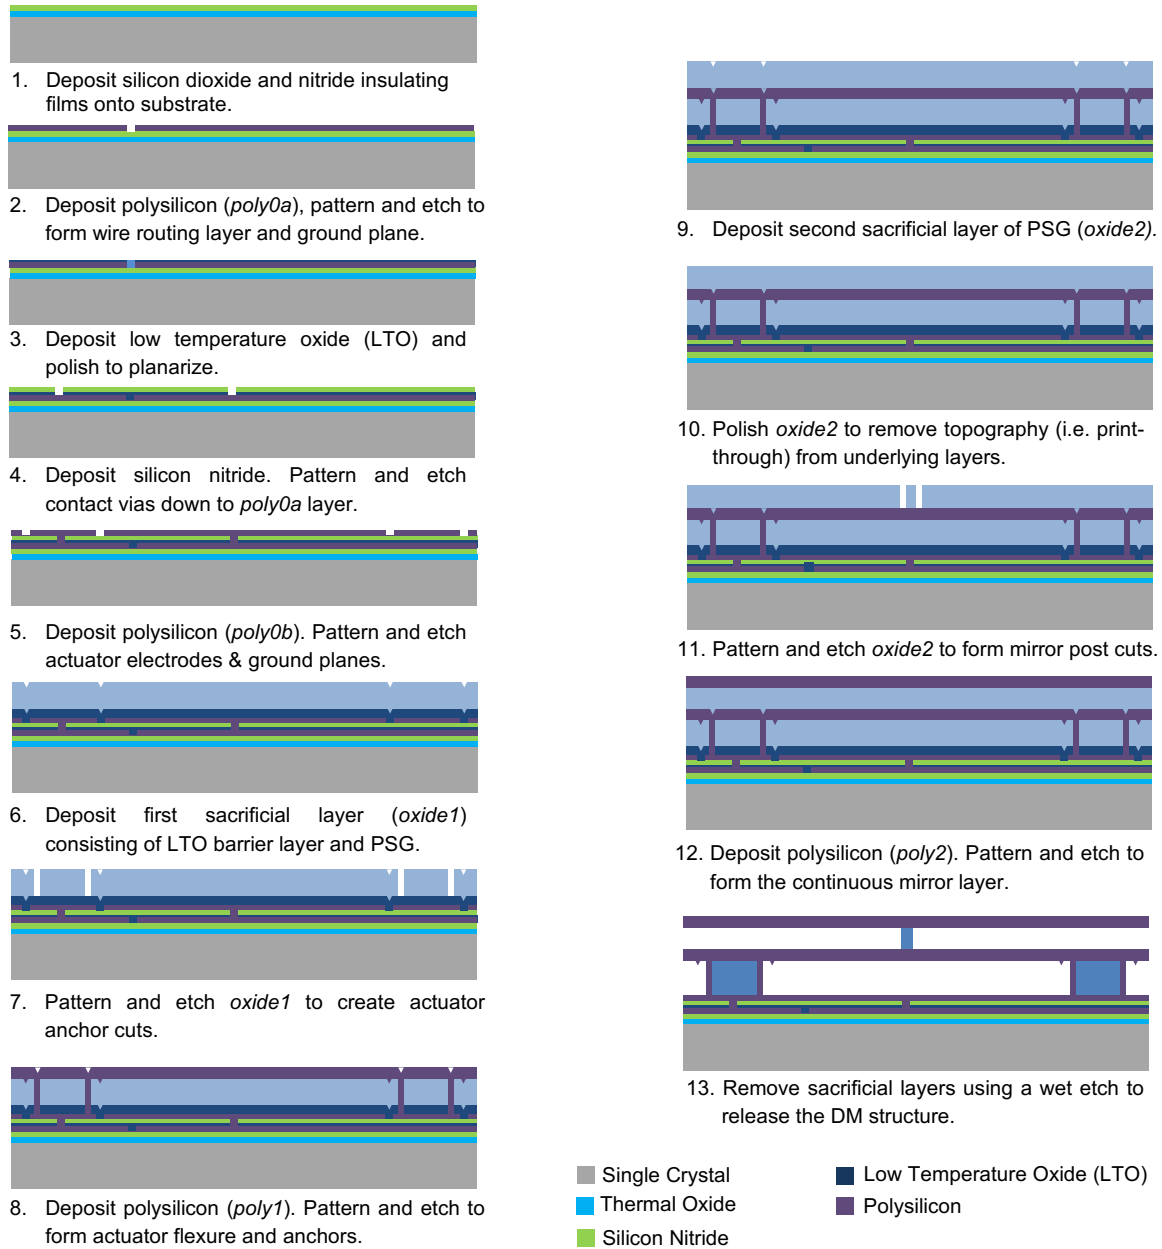 1. Deposit silicon dioxide and nitride insulating
films onto substrate.
2. Deposit polysilicon (poly0a), pattern and etch to
form wire routing layer and ground plane.
3. Deposit low temperature oxide (LTO) and
polish to planarize.
4. Deposit silicon nitride. Pattern and etch
contact vias down to poly0a layer.
5. Deposit polysilicon (poly0b). Pattern and etch
actuator electrodes & ground planes.
6. Deposit first sacrificial layer (oxide1)
consisting of LTO barrier layer and PSG.
7. Pattern and etch oxide1 to create actuator
anchor cuts.
8. Deposit polysilicon (poly1). Pattern and etch to
form actuator flexure and anchors.
9. Deposit second sacrificial layer of PSG (oxide2).
10. Polish oxide2 to remove topography (i.e. print-
through) from underlying layers.
11. Pattern and etch oxide2 to form mirror post cuts.
12. Deposit polysilicon (poly2). Pattern and etch to
form the continuous mirror layer.
13. Remove sacrificial layers using a wet etch to
release the DM structure.
Single Crystal
Thermal Oxide
Silicon Nitride
Low Temperature Oxide (LTO)
Polysilicon